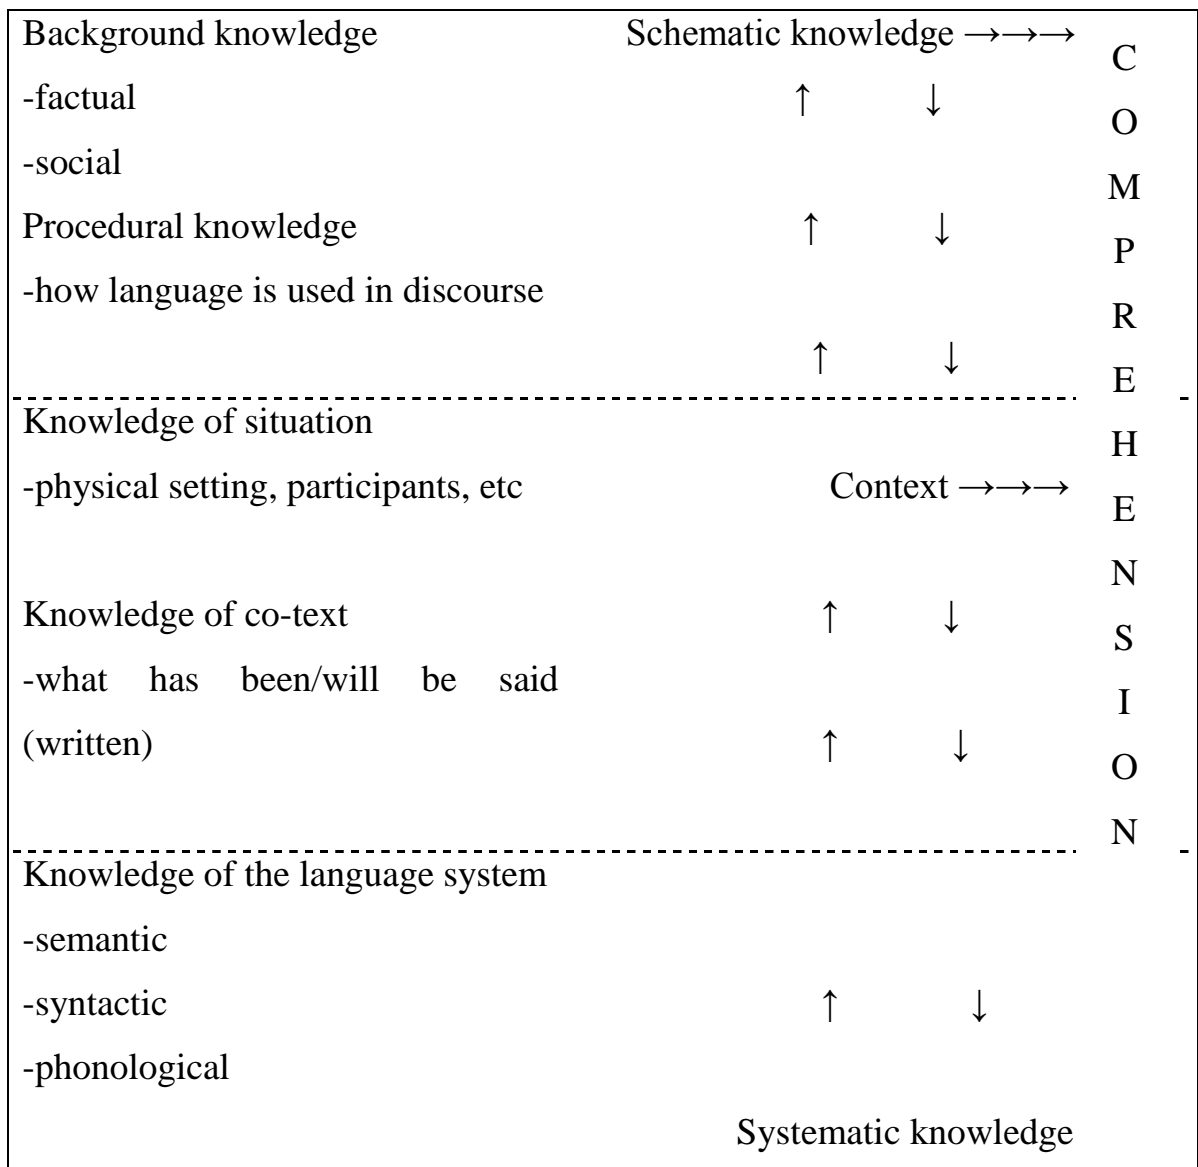 Background knowledge Schematic knowledge →→→
-factual ↑ ↓
-social
Procedural knowledge ↑ ↓
-how language is used in discourse
↑ ↓
Knowledge of situation
-physical setting, participants, etc Context →→→
Knowledge of co-text ↑ ↓
-what has been/will be said
(written) ↑ ↓
Knowledge of the language system
-semantic
-syntactic ↑ ↓
-phonological
Systematic knowledge
C
O
M
P
R
E
H
E
N
S
I
O
N